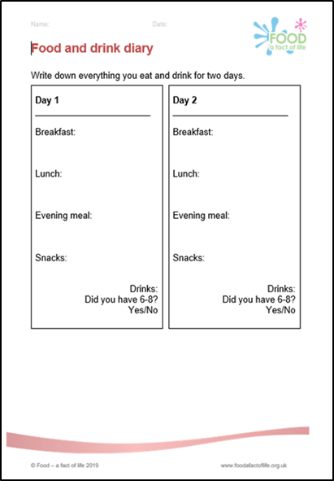 Name: Date:
FOOD
a fact of life
Food and drink diary
Write down everything you eat and drink for two days.
Day 1
Breakfast:
Lunch:
Evening meal:
Snacks:
Drinks:
Did you have 6-8?
Yes/No
Day 2
Breakfast:
Lunch:
Evening meal:
Snacks:
Drinks:
Did you have 6-8?
Yes/No
© Food – a fact of life 2019 www.foodafactoflife.org.uk